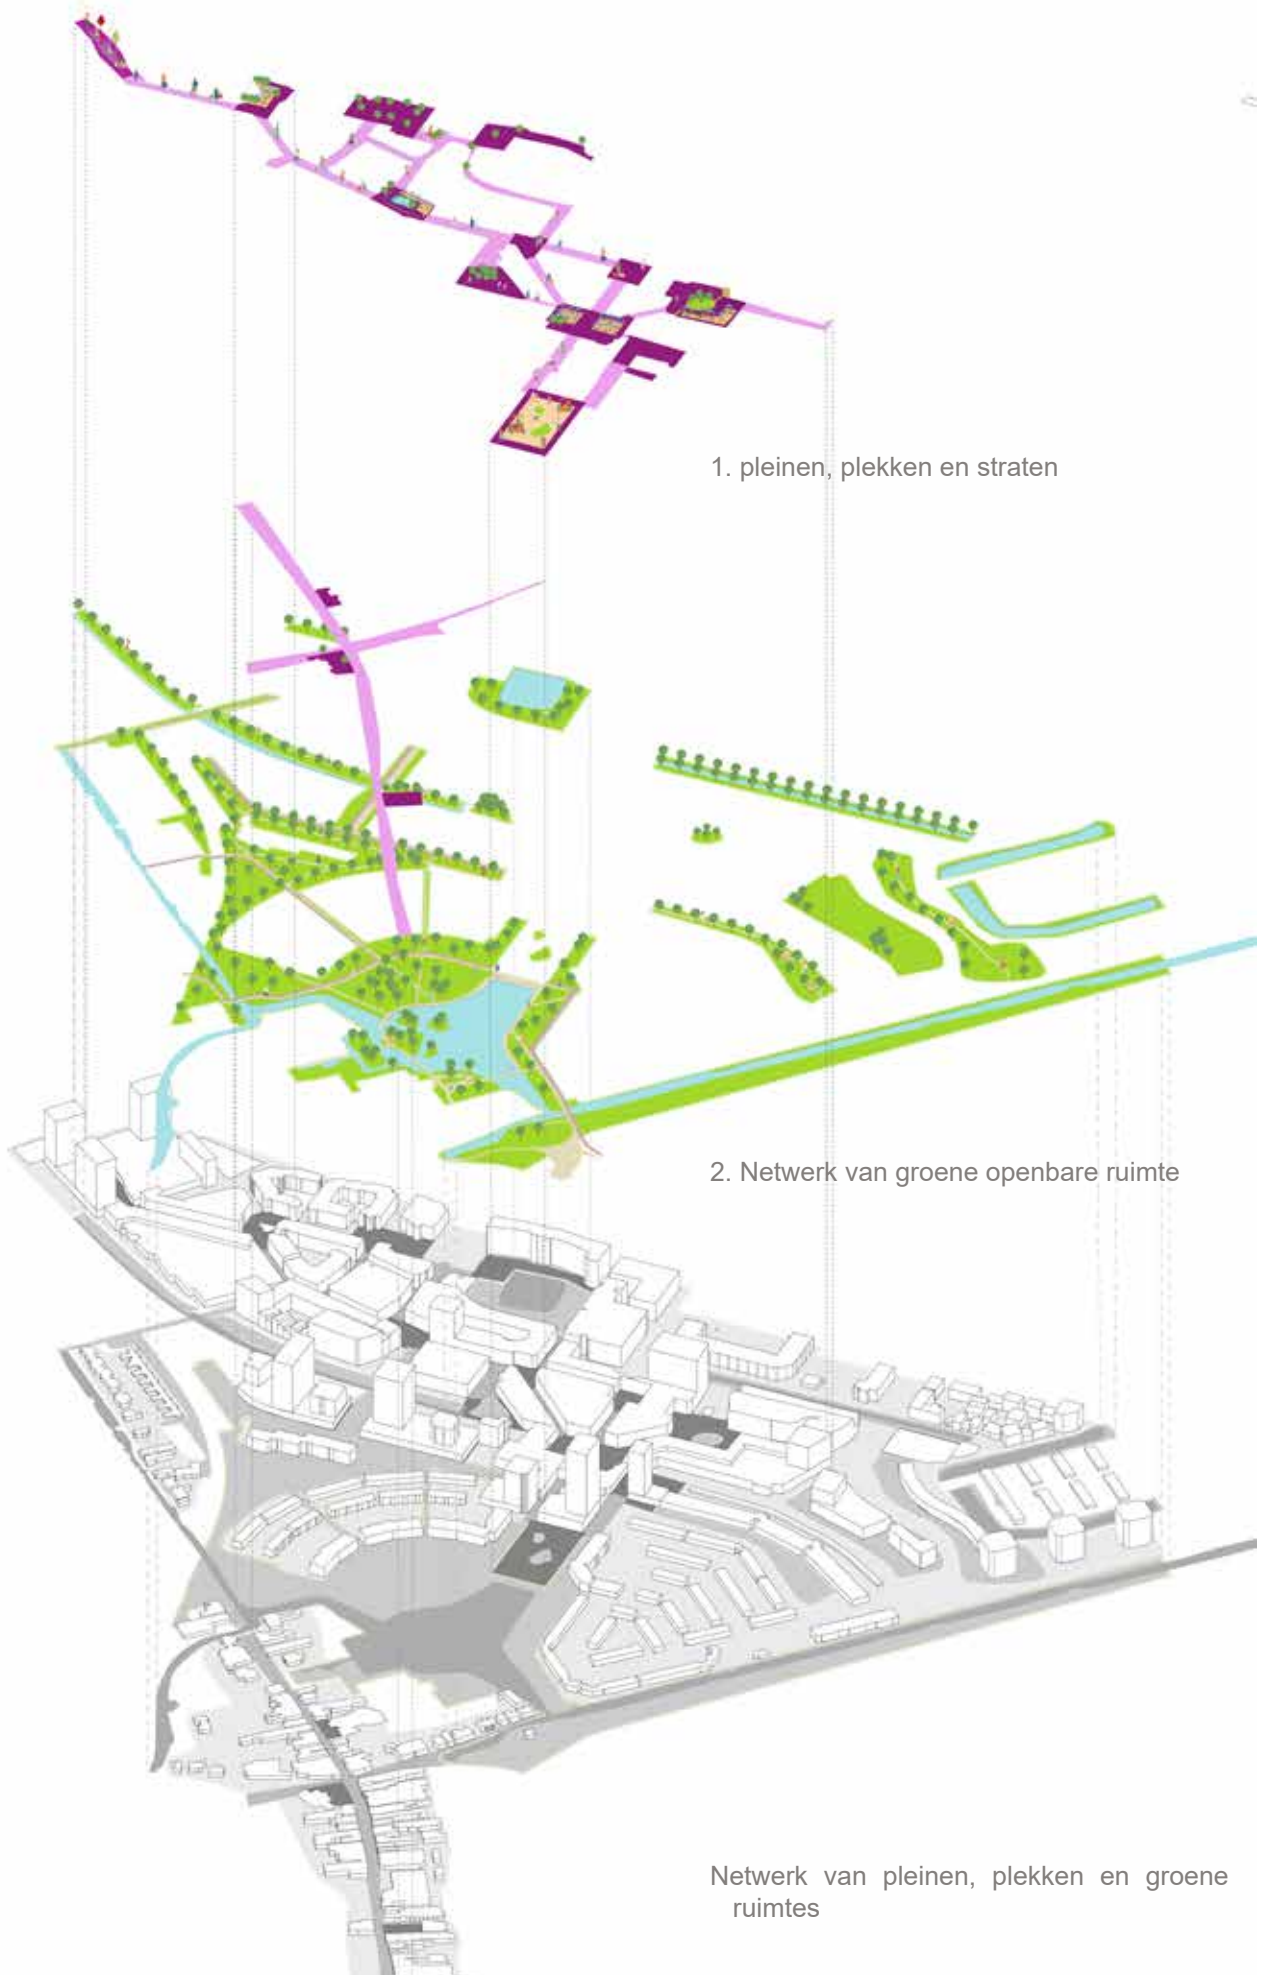 1. pleinen, plekken en straten
2. Netwerk van groene openbare ruimte
Netwerk van pleinen, plekken en groene
ruimtes